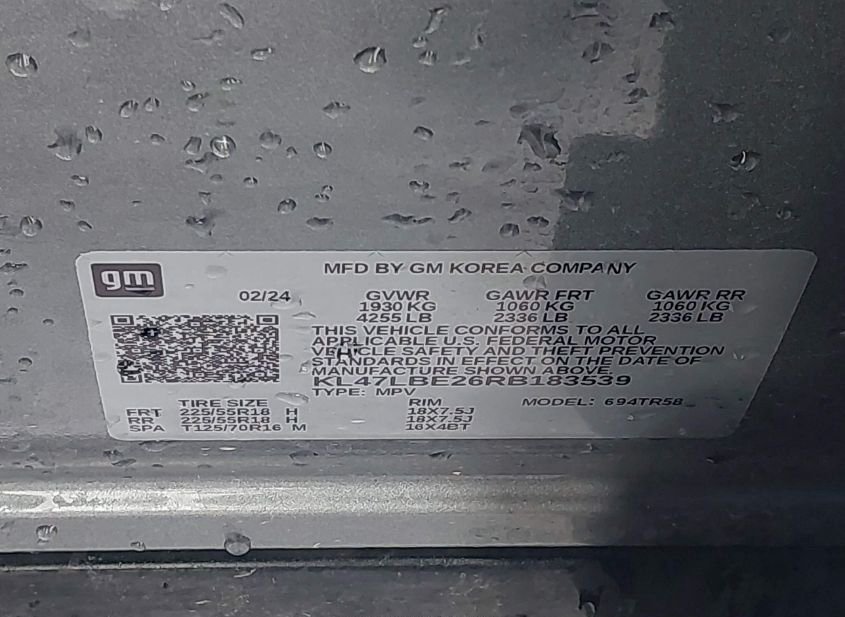 gm
MFD BY GM KOREA COMPANY
02/24 GVWR GAWR FRT GAWR RR
1930 KG 1060 KG 1060 KG
4255 LB 2336 LB 2336 LB
THIS VEHICLE CONFORMS TO ALL
APPLICABLE U.S. FEDERAL MOTOR
VEHICLE SAFETY AND THEFT PREVENTION
STANDARDS IN EFFECT ON THE DATE OF
MANUFACTURE SHOWN ABOVE.
KL47LBE26RB183539
TYPE: MPV
TIRE SIZE RIM MODEL: 694TR58
FRT 225/55R18 H 18X7.5J
RR 225/55R18 H 18X7.5J
SPA T125/70R16 M 16X4BT